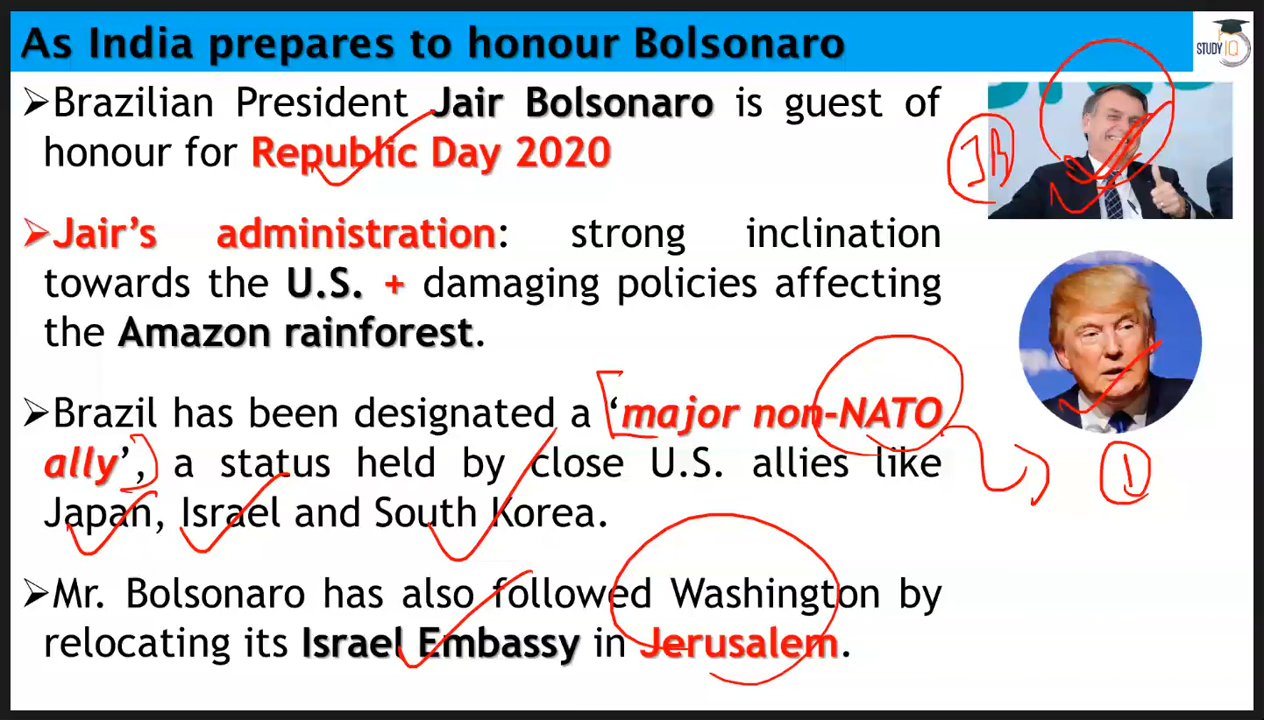 As India prepares to honour Bolsonaro
STUDY IQ
➢Brazilian President Jair Bolsonaro is guest of
honour for Republic Day 2020
JB
➢Jair’s administration: strong inclination
towards the U.S. + damaging policies affecting
the Amazon rainforest.
➢Brazil has been designated a ‘major non-NATO
ally’, a status held by close U.S. allies like
Japan, Israel and South Korea.
➢Mr. Bolsonaro has also followed Washington by
relocating its Israel Embassy in Jerusalem.